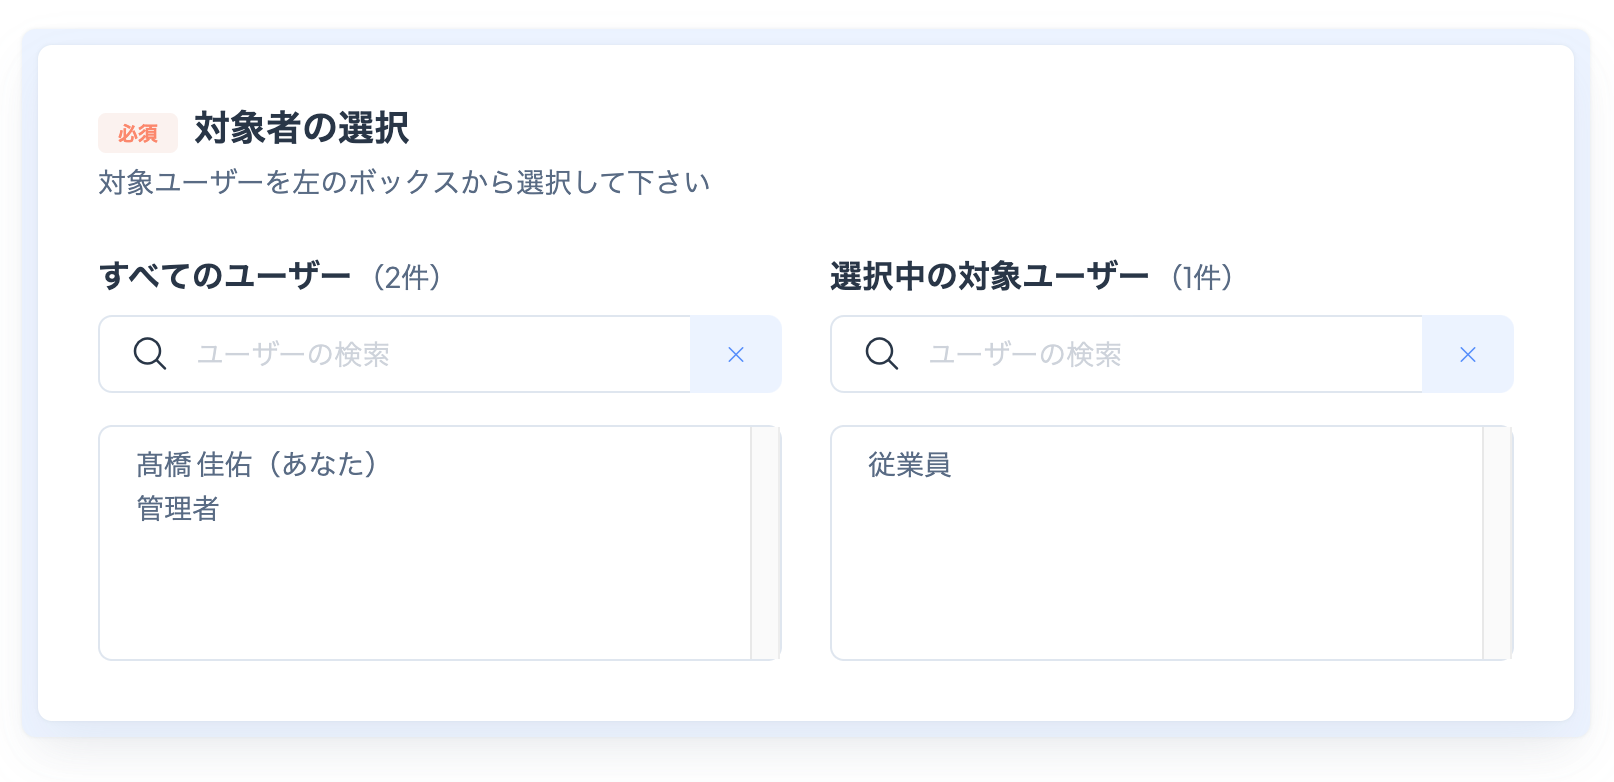 必須 対象者の選択
対象ユーザーを左のボックスから選択して下さい
すべてのユーザー（2件）
ユーザーの検索
髙橋 佳佑（あなた）
管理者
選択中の対象ユーザー（1件）
ユーザーの検索
従業員